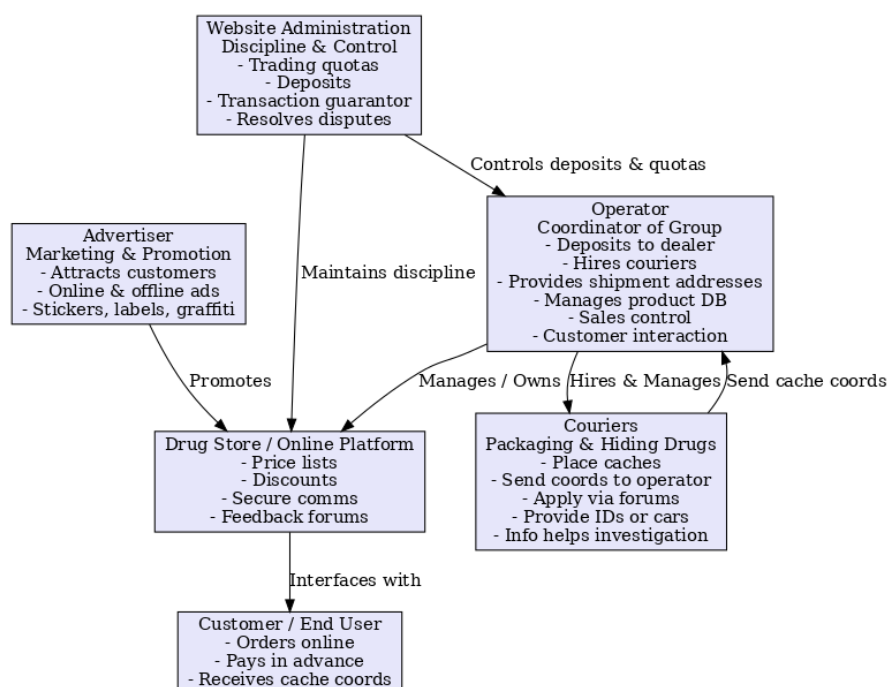 Website Administration
Discipline & Control
- Trading quotas
- Deposits
- Transaction guarantor
- Resolves disputes
Controls deposits & quotas
Operator
Coordinator of Group
- Deposits to dealer
- Hires couriers
- Provides shipment addresses
- Manages product DB
- Sales control
- Customer interaction
Advertiser
Marketing & Promotion
- Attracts customers
- Online & offline ads
- Stickers, labels, graffiti
Maintains discipline
Promotes
Manages / Owns
Hires & Manages
Send cache coords
Drug Store / Online Platform
- Price lists
- Discounts
- Secure comms
- Feedback forums
Couriers
Packaging & Hiding Drugs
- Place caches
- Send coords to operator
- Apply via forums
- Provide IDs or cars
- Info helps investigation
Interfaces with
Customer / End User
- Orders online
- Pays in advance
- Receives cache coords